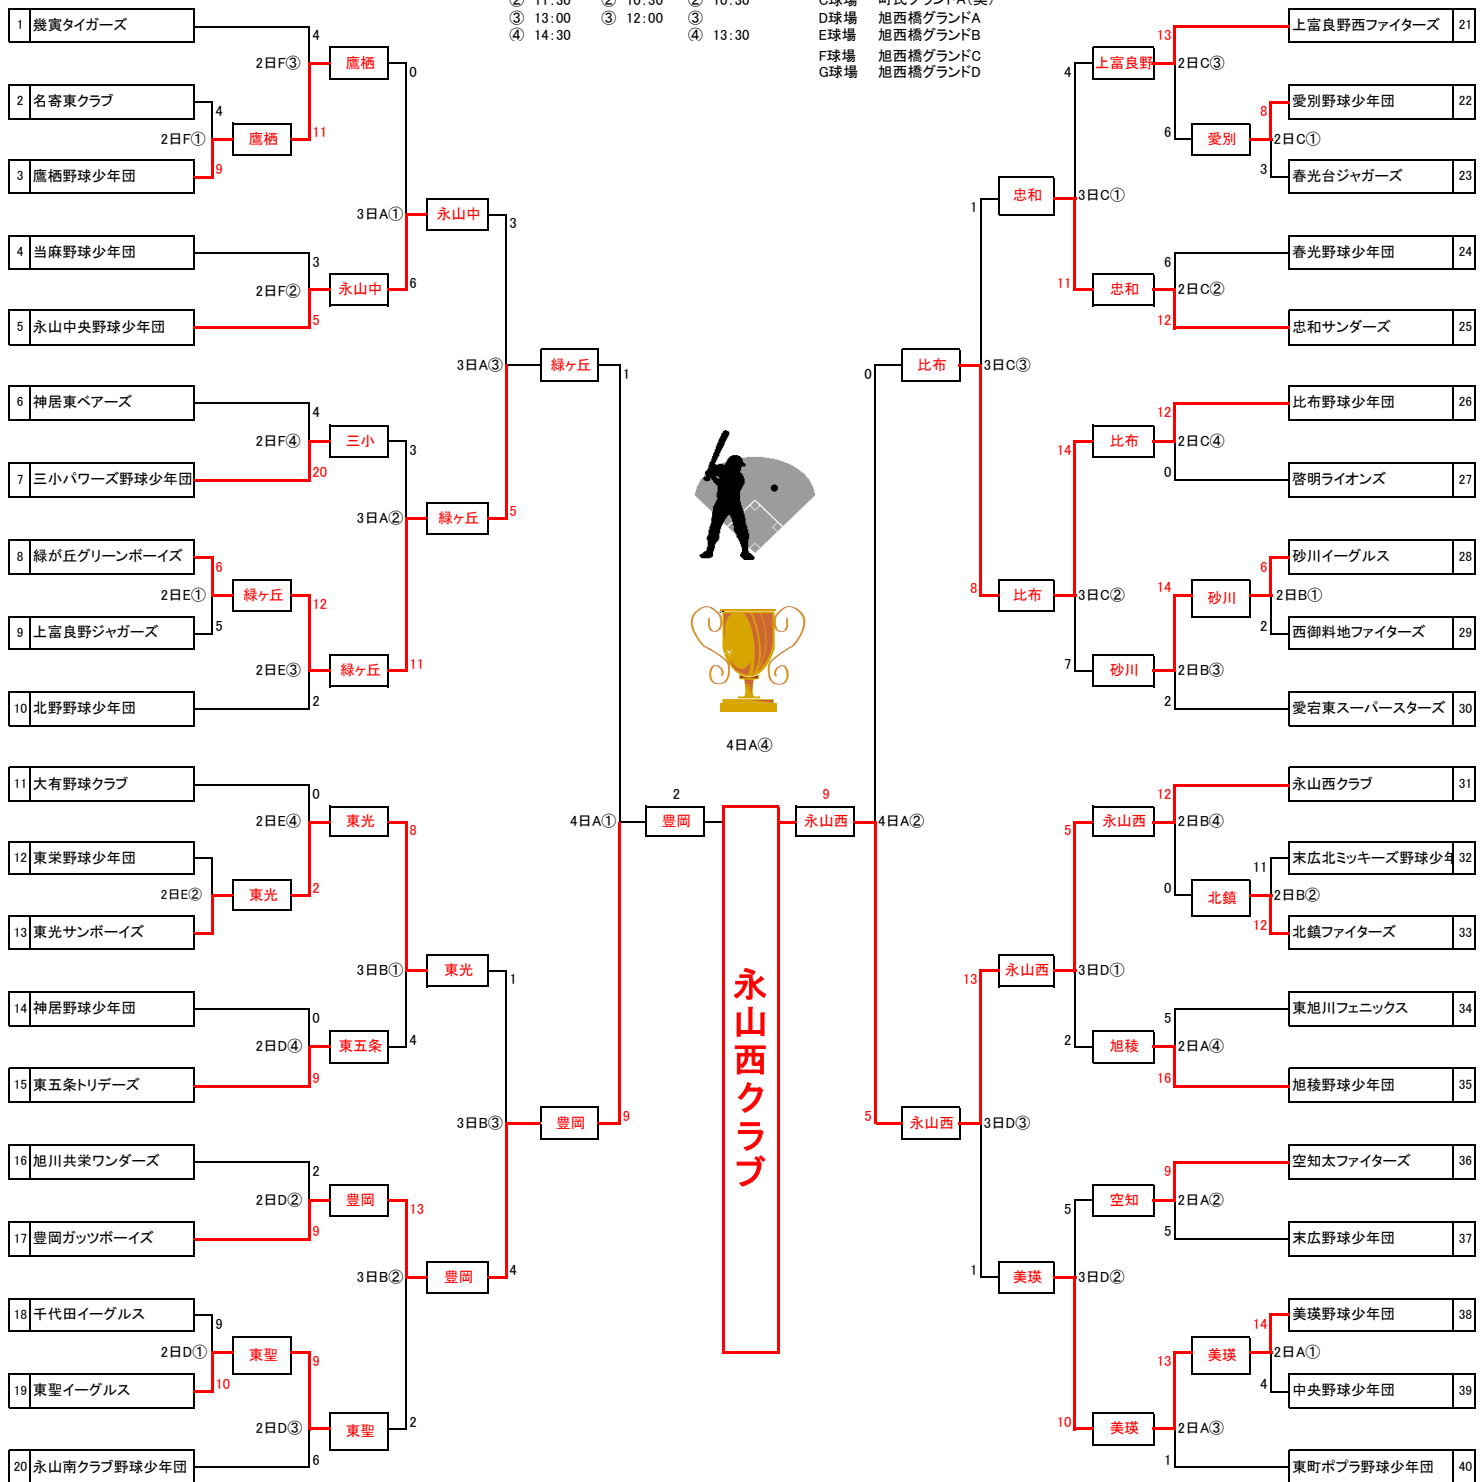 ② 11:30 ② 10:30 ② 10:30
③ 13:00 ③ 12:00 ③
④ 14:30 ④ 13:30
C球場 町民グランドA(奥)
D球場 旭西橋グランドA
E球場 旭西橋グランドB
F球場 旭西橋グランドC
G球場 旭西橋グランドD
1 幾寅タイガーズ
4
2日F③
鷹栖
0
2 名寄東クラブ
4
2日F①
鷹栖
11
3 鷹栖野球少年団
9
3日A①
永山中
3
4 当麻野球少年団
3
2日F②
永山中
6
5 永山中央野球少年団
5
3日A③
緑ヶ丘
1
6 神居東ベアーズ
4
2日F④
三小
3
7 三小パワーズ野球少年団
20
3日A②
緑ヶ丘
5
8 緑が丘グリーンボーイズ
6
2日E①
緑ヶ丘
12
9 上富良野ジャガーズ
5
2日E③
緑ヶ丘
11
10 北野野球少年団
2
11 大有野球クラブ
0
2日E④
東光
8
12 東栄野球少年団
2日E②
東光
2
13 東光サンボーイズ
3日B①
東光
1
14 神居野球少年団
0
2日D④
東五条
4
15 東五条トリデーズ
9
3日B③
豊岡
9
16 旭川共栄ワンダーズ
2
2日D②
豊岡
13
17 豊岡ガッツボーイズ
9
3日B②
豊岡
4
18 千代田イーグルス
9
2日D①
東聖
9
19 東聖イーグルス
10
2日D③
東聖
2
20 永山南クラブ野球少年団
6
4日A①
豊岡
2
4日A④
永山西クラブ
9
永山西
4日A②
上富良野西ファイターズ 21
13
上富良野
2日C③
4
愛別野球少年団 22
8
愛別
2日C①
6
春光台ジャガーズ 23
3
忠和
3日C①
1
春光野球少年団 24
6
忠和
2日C②
11
忠和サンダーズ 25
12
比布
3日C③
0
比布野球少年団 26
12
比布
2日C④
14
啓明ライオンズ 27
0
砂川イーグルス 28
6
砂川
2日B①
14
比布
3日C②
8
西御料地ファイターズ 29
2
砂川
2日B③
7
愛宕東スーパースターズ 30
2
永山西クラブ 31
12
永山西
2日B④
5
末広北ミッキーズ野球少年 32
11
北鎮
2日B②
0
北鎮ファイターズ 33
12
永山西
3日D①
13
東旭川フェニックス 34
5
旭稜
2日A④
2
旭稜野球少年団 35
16
永山西
3日D③
5
空知太ファイターズ 36
9
空知
2日A②
5
末広野球少年団 37
5
美瑛
3日D②
1
美瑛野球少年団 38
14
美瑛
2日A①
13
中央野球少年団 39
4
美瑛
2日A③
10
東町ポプラ野球少年団 40
1